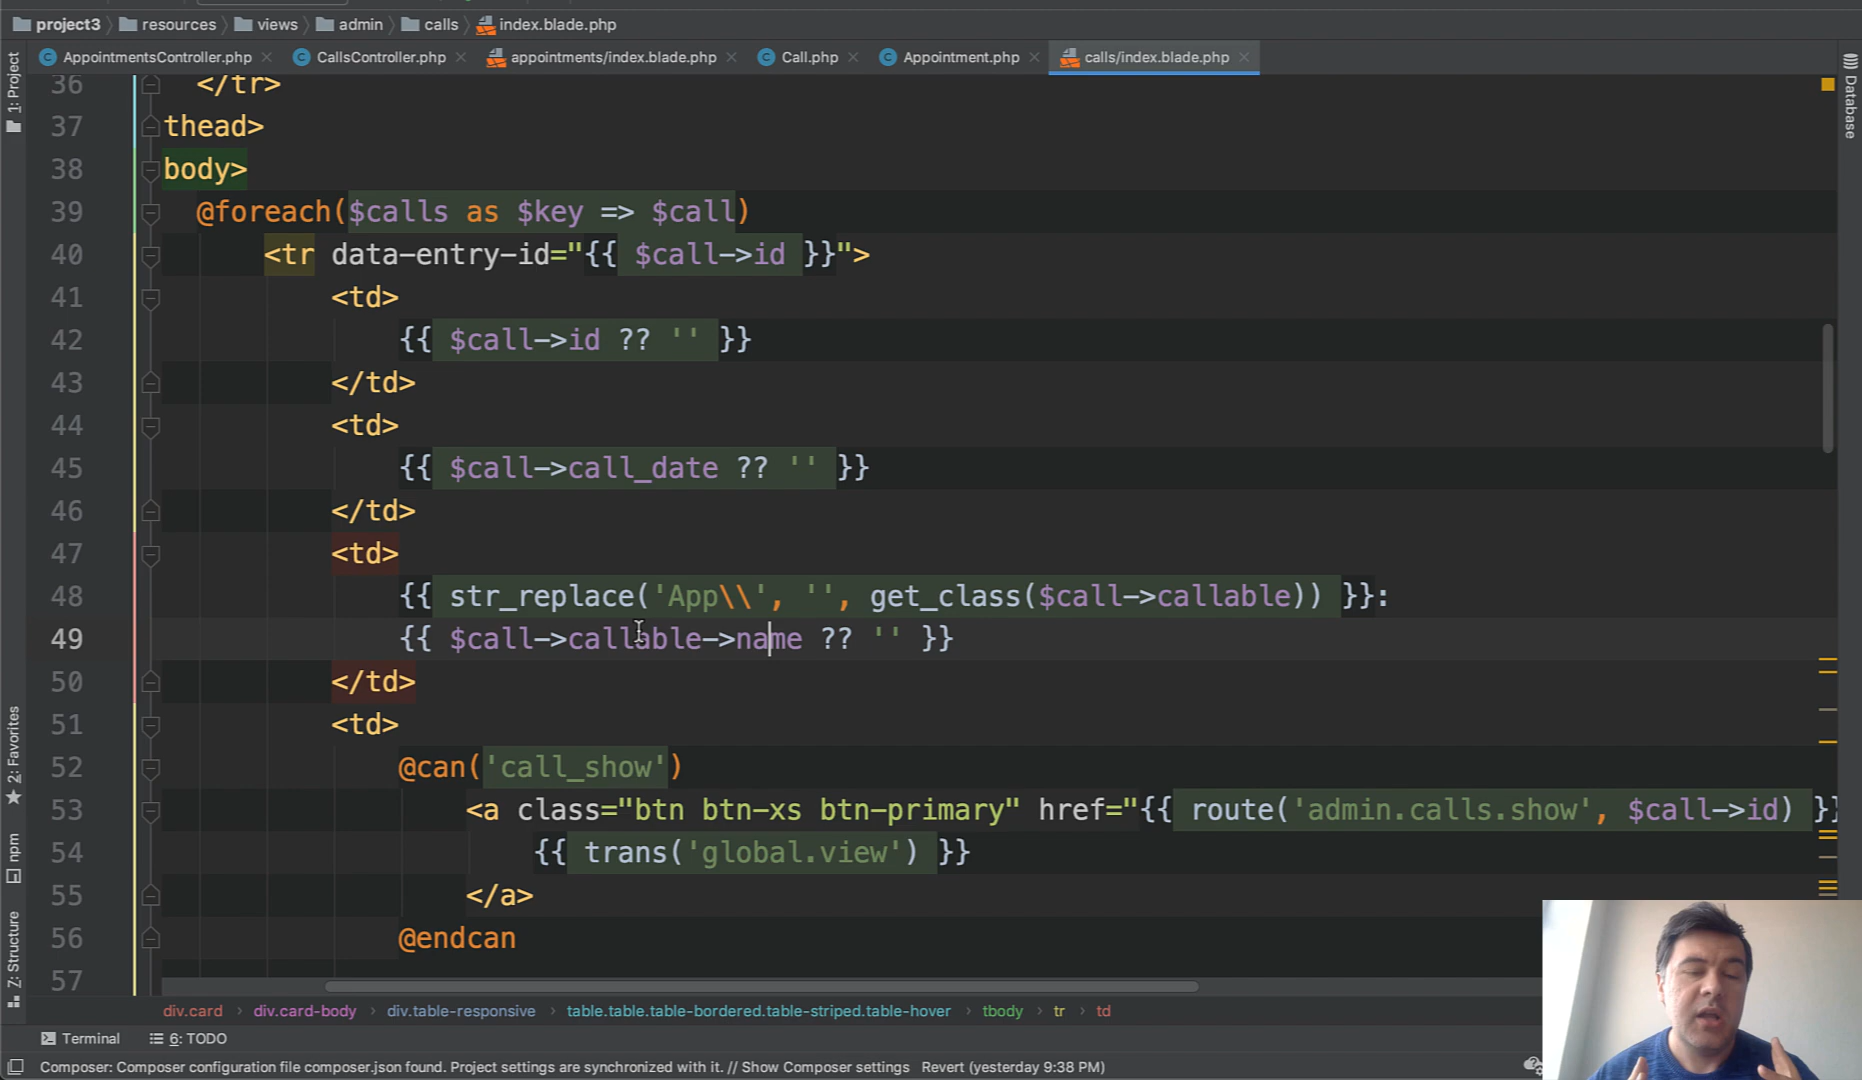 project3 resources views admin calls index.blade.php
AppointmentsController.php CallsController.php appointments/index.blade.php Call.php Appointment.php calls/index.blade.php
1: Project
Database
36 </tr>
37 thead>
38 body>
39 @foreach($calls as $key => $call)
40 <tr data-entry-id="{{ $call->id }}">
41 <td>
42 {{ $call->id ?? '' }}
43 </td>
44 <td>
45 {{ $call->call_date ?? '' }}
46 </td>
47 <td>
48 {{ str_replace('App\\', '', get_class($call->callable)) }}:
49 {{ $call->callable->name ?? '' }}
50 </td>
51 <td>
52 @can('call_show')
53 <a class="btn btn-xs btn-primary" href="{{ route('admin.calls.show', $call->id) }}
54 {{ trans('global.view') }}
55 </a>
56 @endcan
57
2: Favorites
npm
Z: Structure
div.card div.card-body div.table-responsive table.table.table-bordered.table-striped.table-hover tbody tr td
Terminal 6: TODO
Composer: Composer configuration file composer.json found. Project settings are synchronized with it. // Show Composer settings Revert (yesterday 9:38 PM)